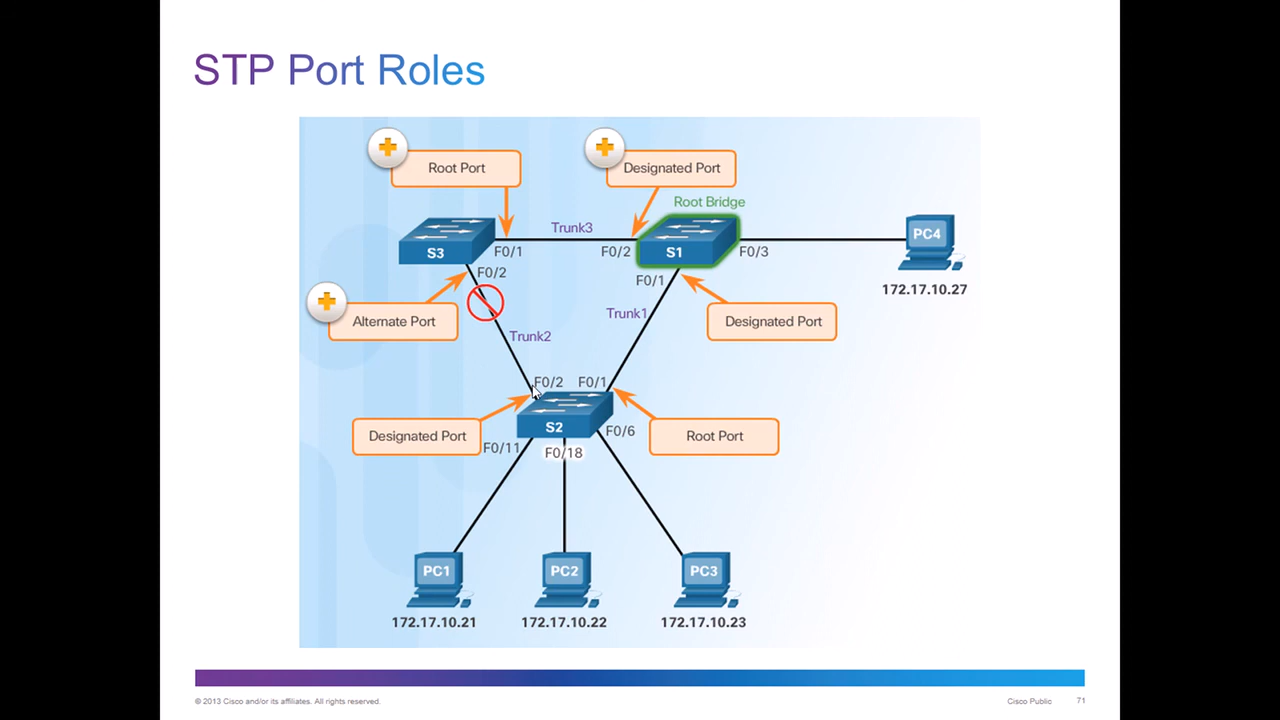 STP Port Roles
Root Port
Designated Port
Root Bridge
Trunk3
S3
F0/1
F0/2
S1
F0/3
PC4
F0/2
F0/1
172.17.10.27
Alternate Port
Trunk1
Designated Port
Trunk2
F0/2
F0/1
Designated Port
S2
F0/6
Root Port
F0/11
F0/18
PC1
PC2
PC3
172.17.10.21
172.17.10.22
172.17.10.23
© 2013 Cisco and/or its affiliates. All rights reserved.
Cisco Public
71